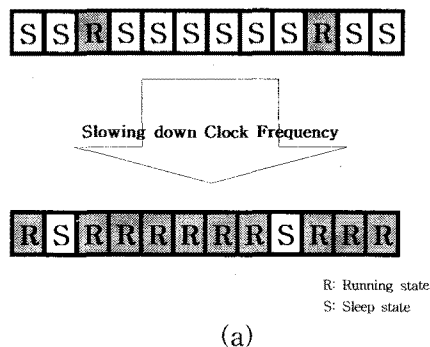 S S R S S S S S S R S S
Slowing down Clock Frequency
R S R R R R R R S R R R
R: Running state
S: Sleep state
(a)